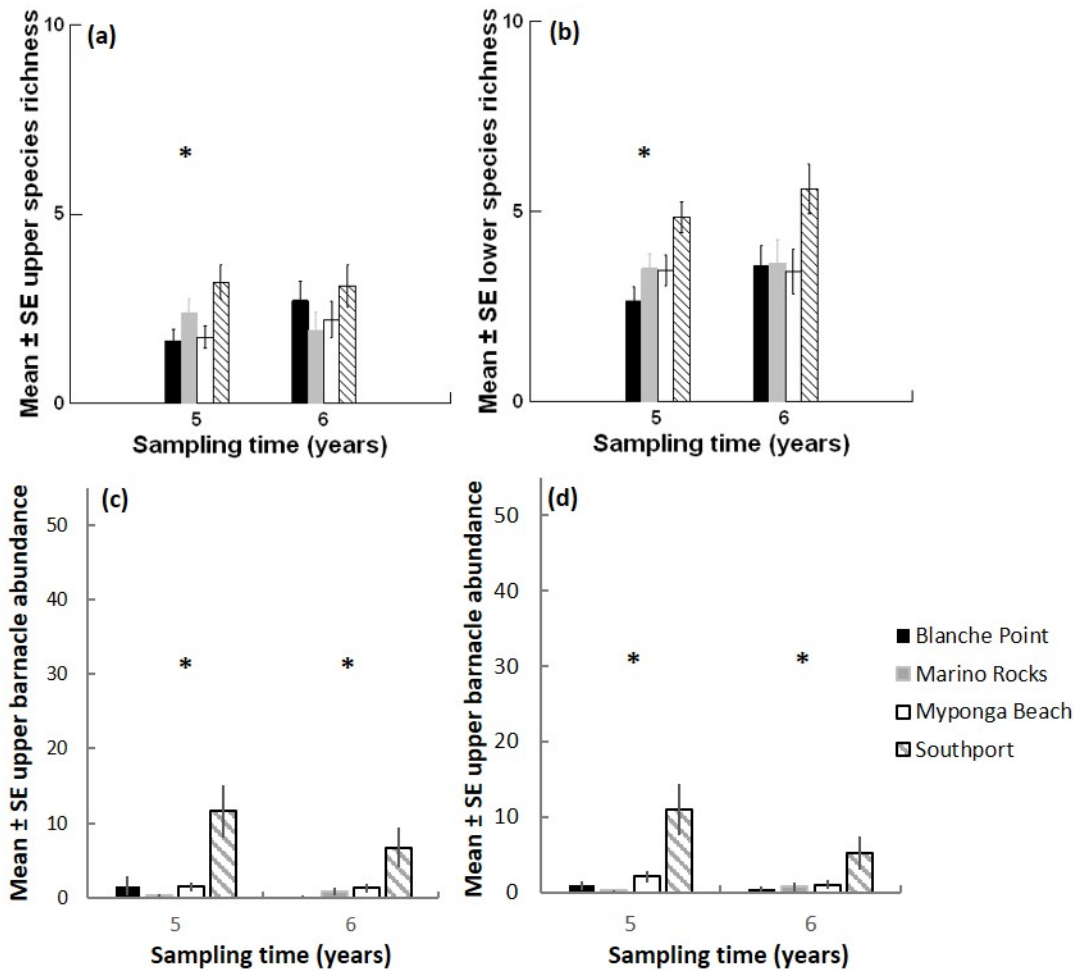 (a)
Mean ± SE upper species richness
10
5
0
*
5
6
Sampling time (years)
(b)
Mean ± SE lower species richness
10
5
0
*
5
6
Sampling time (years)
(c)
Mean ± SE upper barnacle abundance
50
40
30
20
10
0
*
*
5
6
Sampling time (years)
(d)
Mean ± SE upper barnacle abundance
50
40
30
20
10
0
*
*
5
6
Sampling time (years)
Blanche Point
Marino Rocks
Myponga Beach
Southport